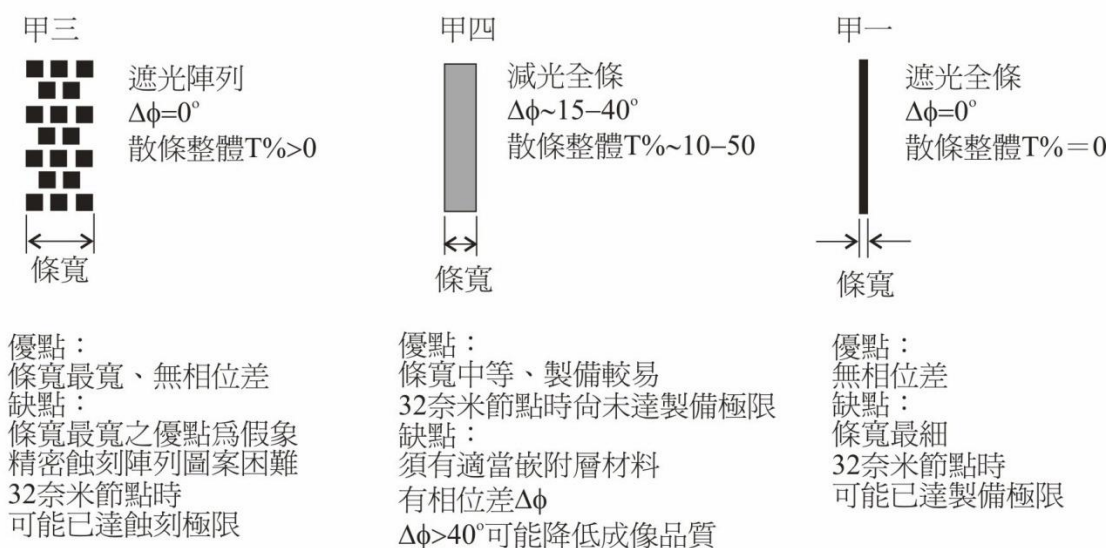 甲三
遮光陣列
Δϕ=0°
散條整體T%>0
條寬
優點：
條寬最寬、無相位差
缺點：
條寬最寬之優點爲假象
精密蝕刻陣列圖案困難
32奈米節點時
可能已達蝕刻極限
甲四
減光全條
Δϕ~15–40°
散條整體T%~10–50
條寬
優點：
條寬中等、製備較易
32奈米節點時尙未達製備極限
缺點：
須有適當嵌附層材料
有相位差Δϕ
Δϕ>40°可能降低成像品質
甲一
遮光全條
Δϕ=0°
散條整體T%＝0
條寬
優點：
無相位差
缺點：
條寬最細
32奈米節點時
可能已達製備極限